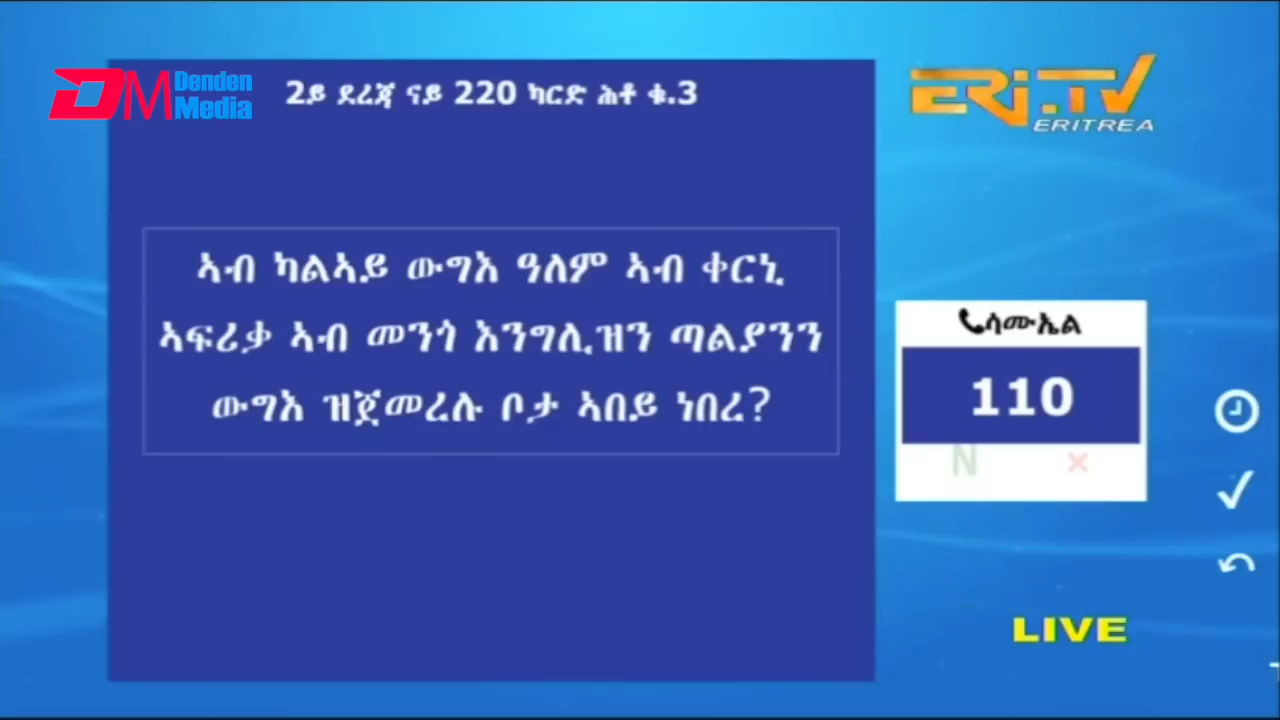 DM Denden Media
2ይ ደረጃ ናይ 220 ካርድ ሕቶ ቁ.3
ERi.TV
ERITREA
ኣብ ካልኣይ ውግእ ዓለም ኣብ ቀርኒ
ኣፍሪቃ ኣብ መንጎ እንግሊዝን ጣልያንን
ውግእ ዝጀመረሉ ቦታ ኣበይ ነበረ?
ሳሙኤል
110
N ×
LIVE